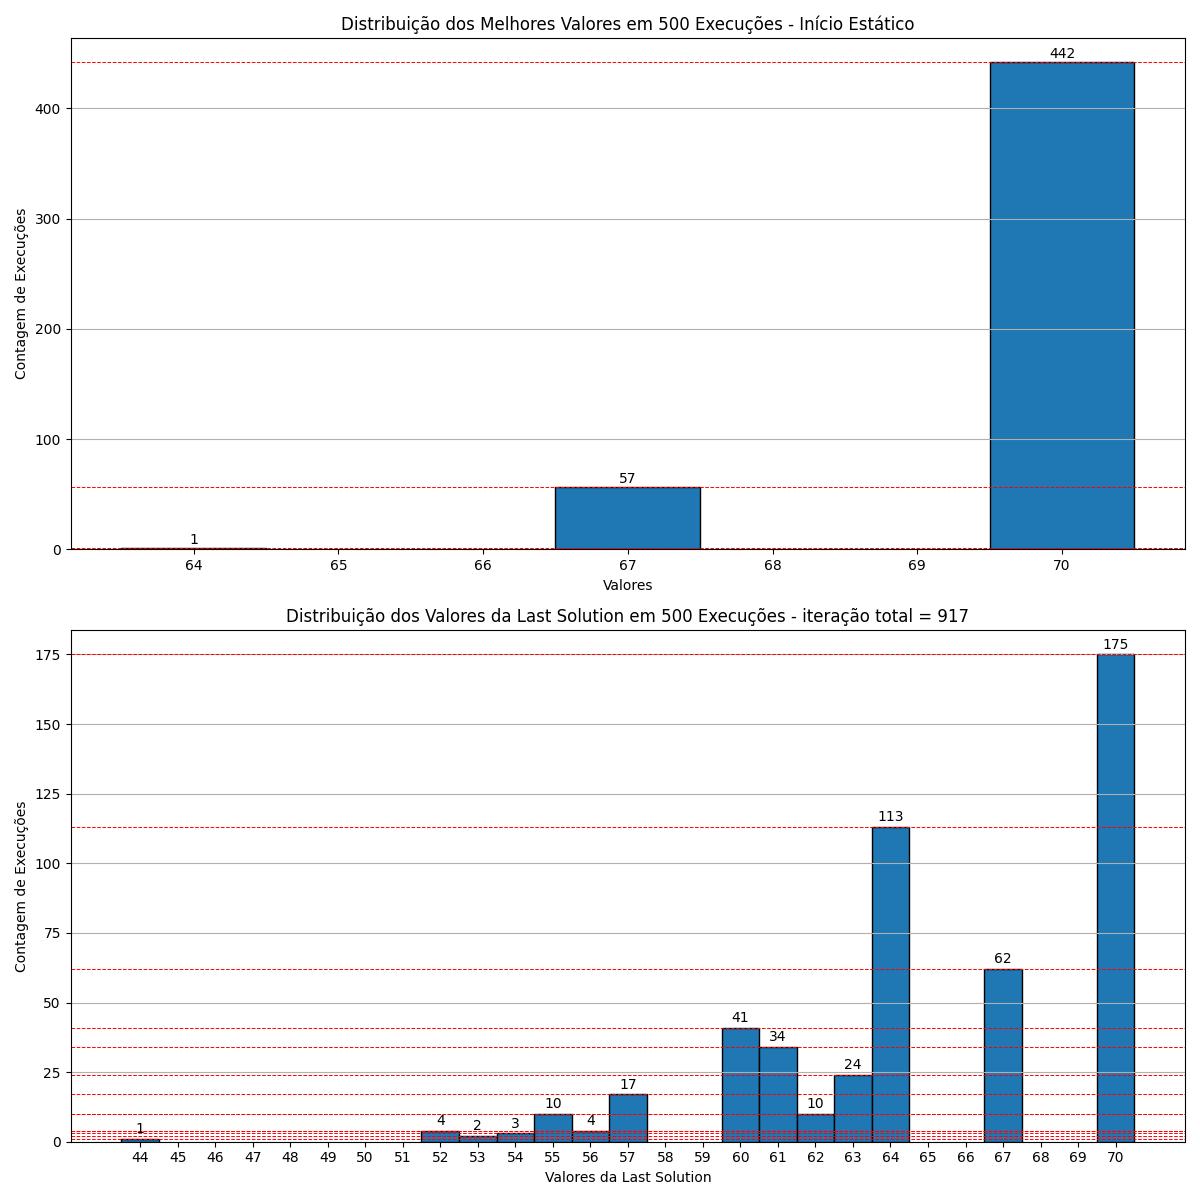 Distribuição dos Melhores Valores em 500 Execuções - Início Estático
Contagem de Execuções
400
300
200
100
0
1
57
442
64 65 66 67 68 69 70
Valores
Distribuição dos Valores da Last Solution em 500 Execuções - iteração total = 917
Contagem de Execuções
175
150
125
100
75
50
25
0
1 4 2 3 10 4 17 41 34 10 24 113 62 175
44 45 46 47 48 49 50 51 52 53 54 55 56 57 58 59 60 61 62 63 64 65 66 67 68 69 70
Valores da Last Solution